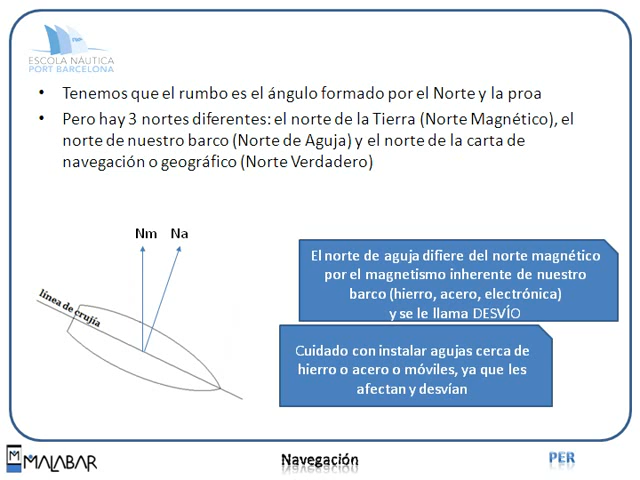 ESCOLA NÁUTICA
PORT BARCELONA
• Tenemos que el rumbo es el ángulo formado por el Norte y la proa
• Pero hay 3 nortes diferentes: el norte de la Tierra (Norte Magnético), el
norte de nuestro barco (Norte de Aguja) y el norte de la carta de
navegación o geográfico (Norte Verdadero)
Nm Na
línea de crujía
El norte de aguja difiere del norte magnético
por el magnetismo inherente de nuestro
barco (hierro, acero, electrónica)
y se le llama DESVÍO
Cuidado con instalar agujas cerca de
hierro o acero o móviles, ya que les
afectan y desvían
MALABAR
Navegación
PER